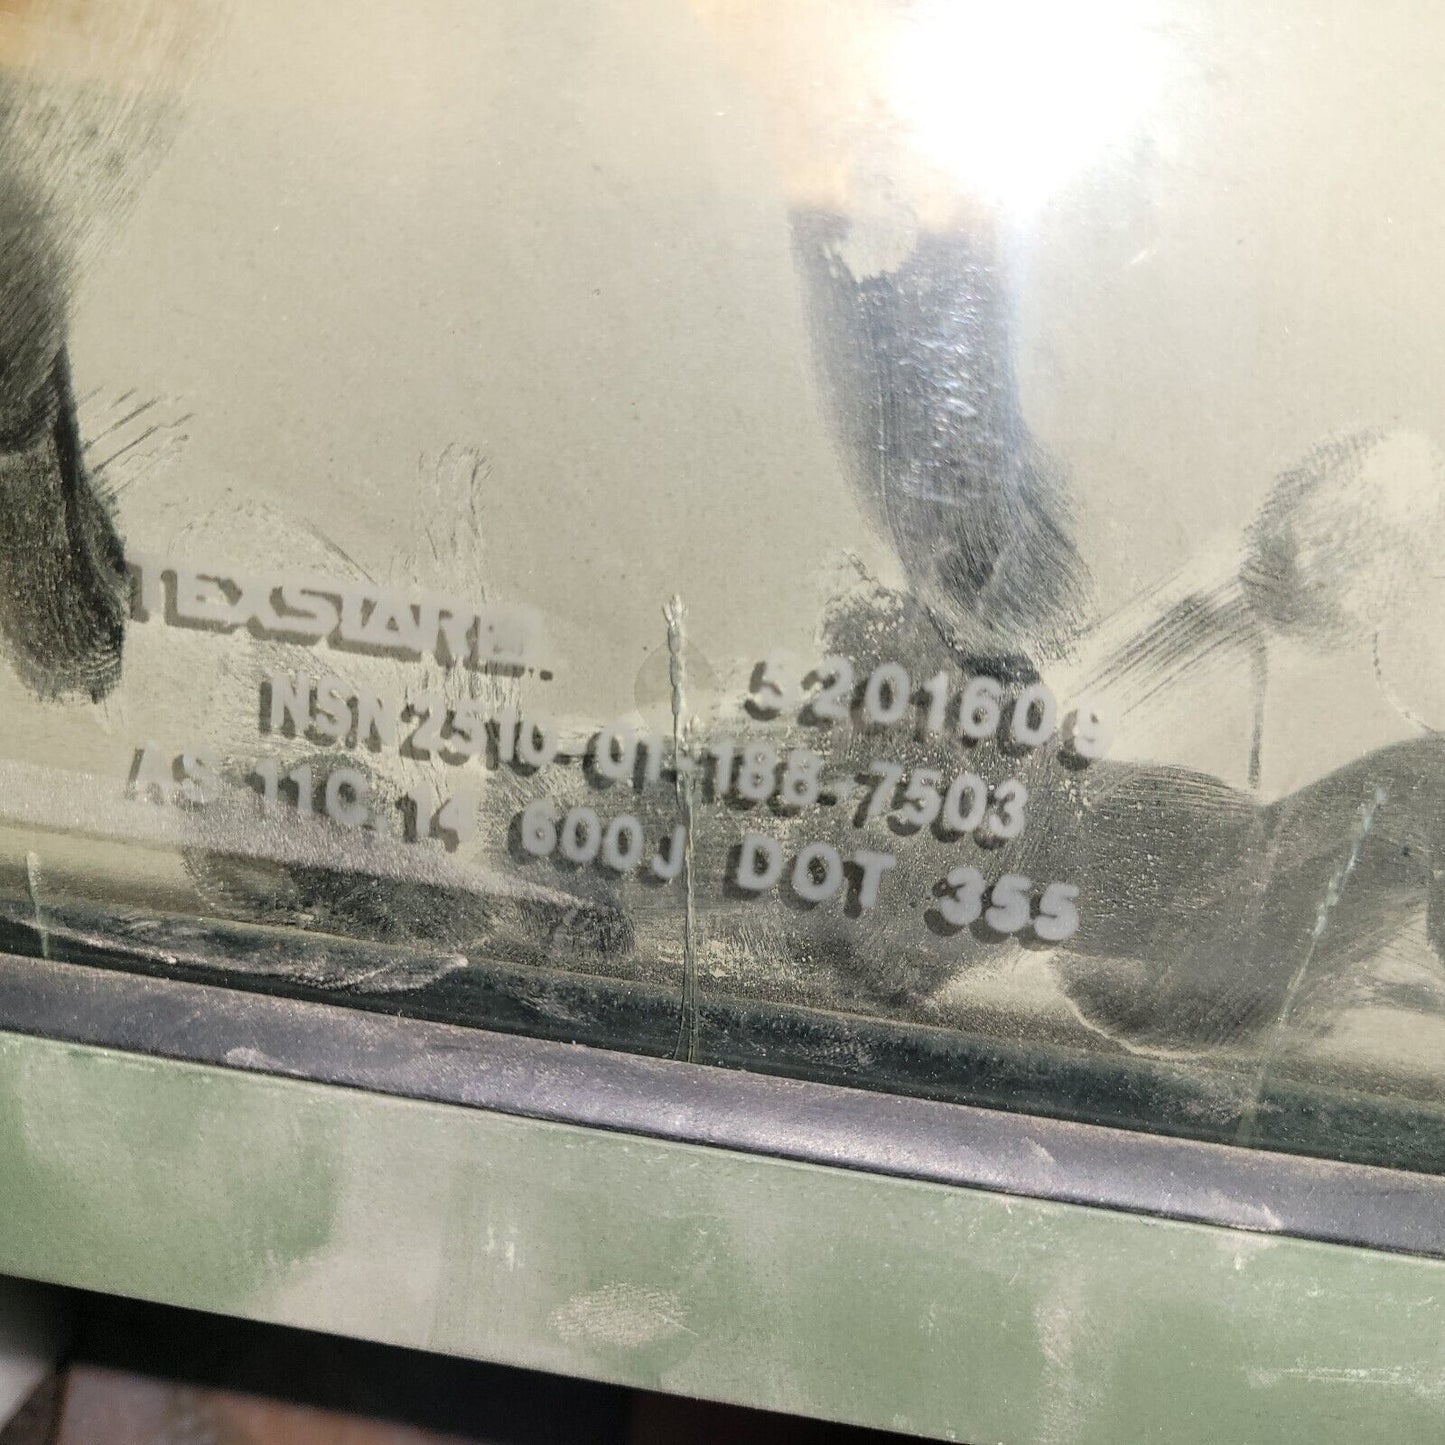 TEXSTAR 5201609
NSN 2510-01-188-7503
AS 11C.14 600J DOT 355